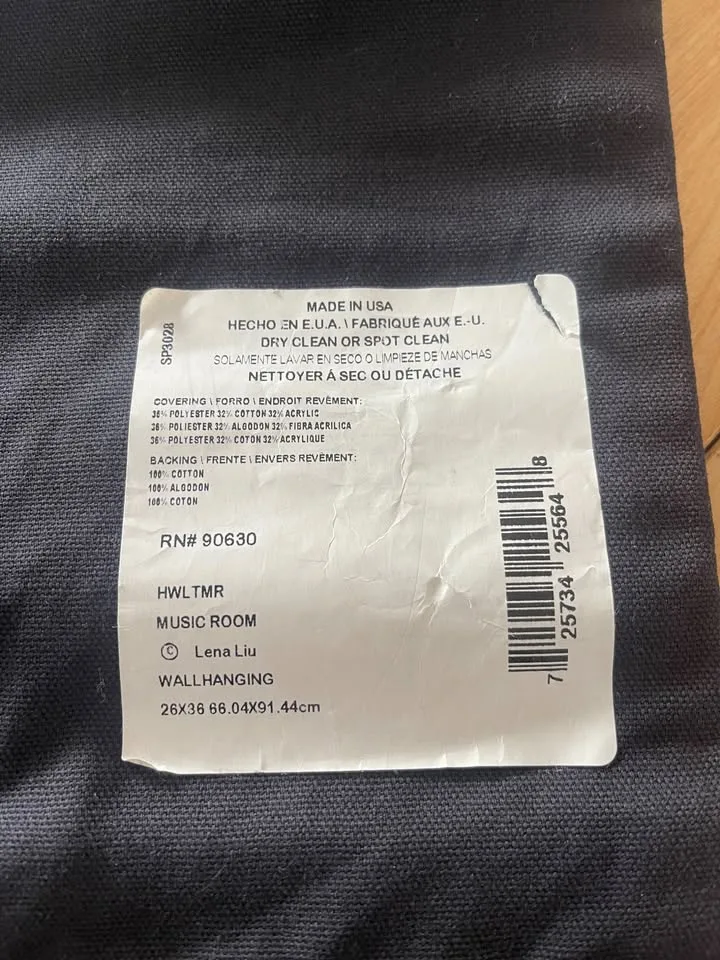 SP3028
MADE IN USA
HECHO EN E.U.A. \ FABRIQUÉ AUX E.-U.
DRY CLEAN OR SPOT CLEAN
SOLAMENTE LAVAR EN SECO O LIMPIEZE DE MANCHAS
NETTOYER Á SEC OU DÉTACHE
COVERING \ FORRO \ ENDROIT REVÊMENT:
36% POLYESTER 32% COTTON 32% ACRYLIC
36% POLIESTER 32% ALGODON 32% FIBRA ACRILICA
36% POLYESTER 32% COTON 32% ACRYLIQUE
BACKING \ FRENTE \ ENVERS REVÊMENT:
100% COTTON
100% ALGODON
100% COTON
RN# 90630
HWLTMR
MUSIC ROOM
© Lena Liu
WALLHANGING
26X36 66.04X91.44cm
7 25734 25564 8